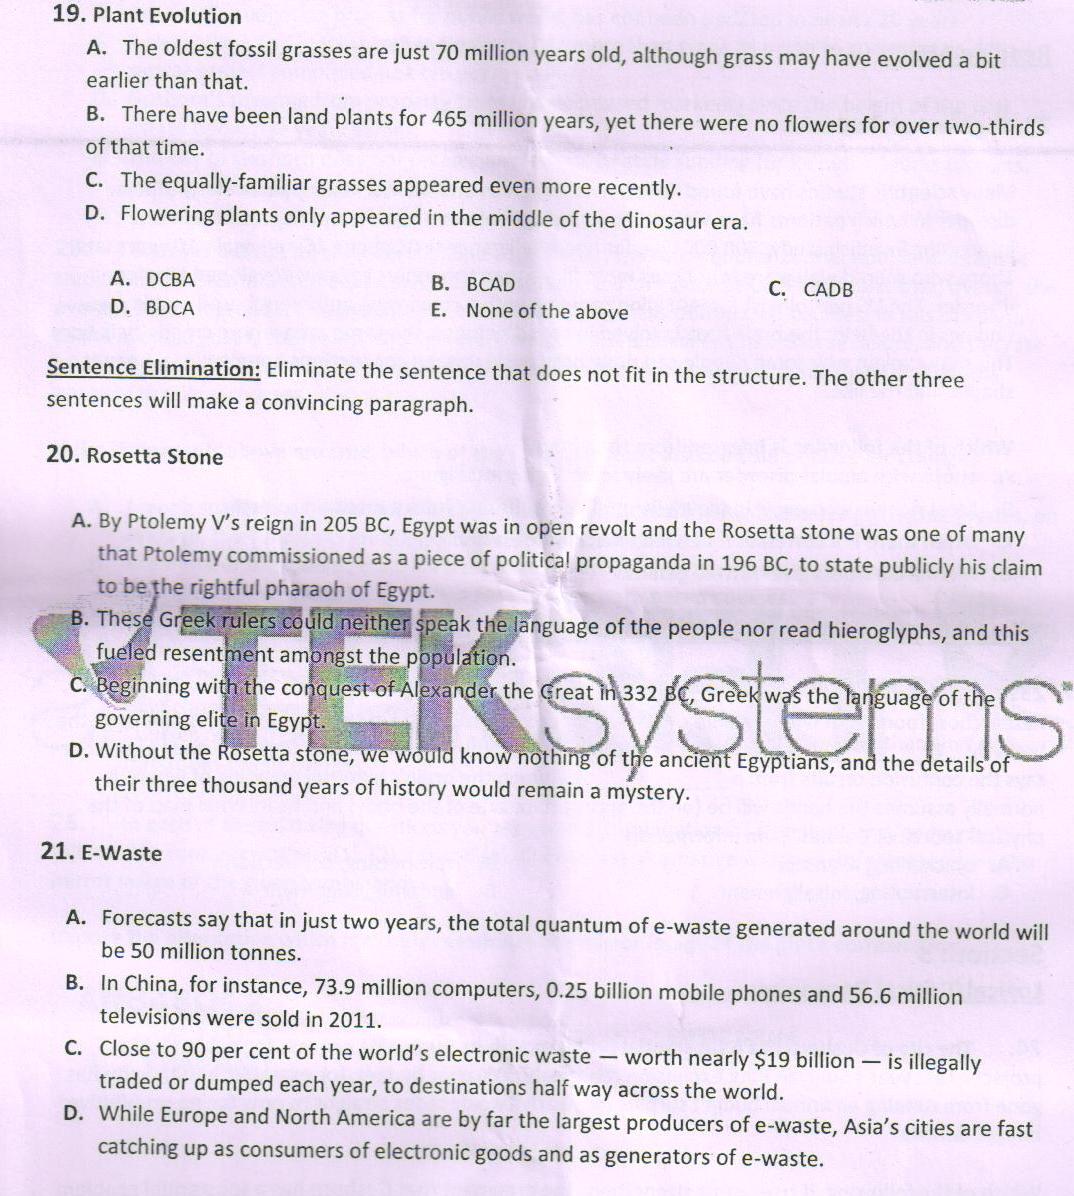 19. Plant Evolution
A. The oldest fossil grasses are just 70 million years old, although grass may have evolved a bit
earlier than that.
B. There have been land plants for 465 million years, yet there were no flowers for over two-thirds
of that time.
C. The equally-familiar grasses appeared even more recently.
D. Flowering plants only appeared in the middle of the dinosaur era.
A. DCBA B. BCAD C. CADB
D. BDCA E. None of the above
Sentence Elimination: Eliminate the sentence that does not fit in the structure. The other three
sentences will make a convincing paragraph.
20. Rosetta Stone
A. By Ptolemy V's reign in 205 BC, Egypt was in open revolt and the Rosetta stone was one of many
that Ptolemy commissioned as a piece of political propaganda in 196 BC, to state publicly his claim
to be the rightful pharaoh of Egypt.
B. These Greek rulers could neither speak the language of the people nor read hieroglyphs, and this
fueled resentment amongst the population.
C. Beginning with the conquest of Alexander the Great in 332 BC, Greek was the language of the
governing elite in Egypt.
D. Without the Rosetta stone, we would know nothing of the ancient Egyptians, and the details of
their three thousand years of history would remain a mystery.
TEKsystems
21. E-Waste
A. Forecasts say that in just two years, the total quantum of e-waste generated around the world will
be 50 million tonnes.
B. In China, for instance, 73.9 million computers, 0.25 billion mobile phones and 56.6 million
televisions were sold in 2011.
C. Close to 90 per cent of the world's electronic waste — worth nearly $19 billion — is illegally
traded or dumped each year, to destinations half way across the world.
D. While Europe and North America are by far the largest producers of e-waste, Asia's cities are fast
catching up as consumers of electronic goods and as generators of e-waste.